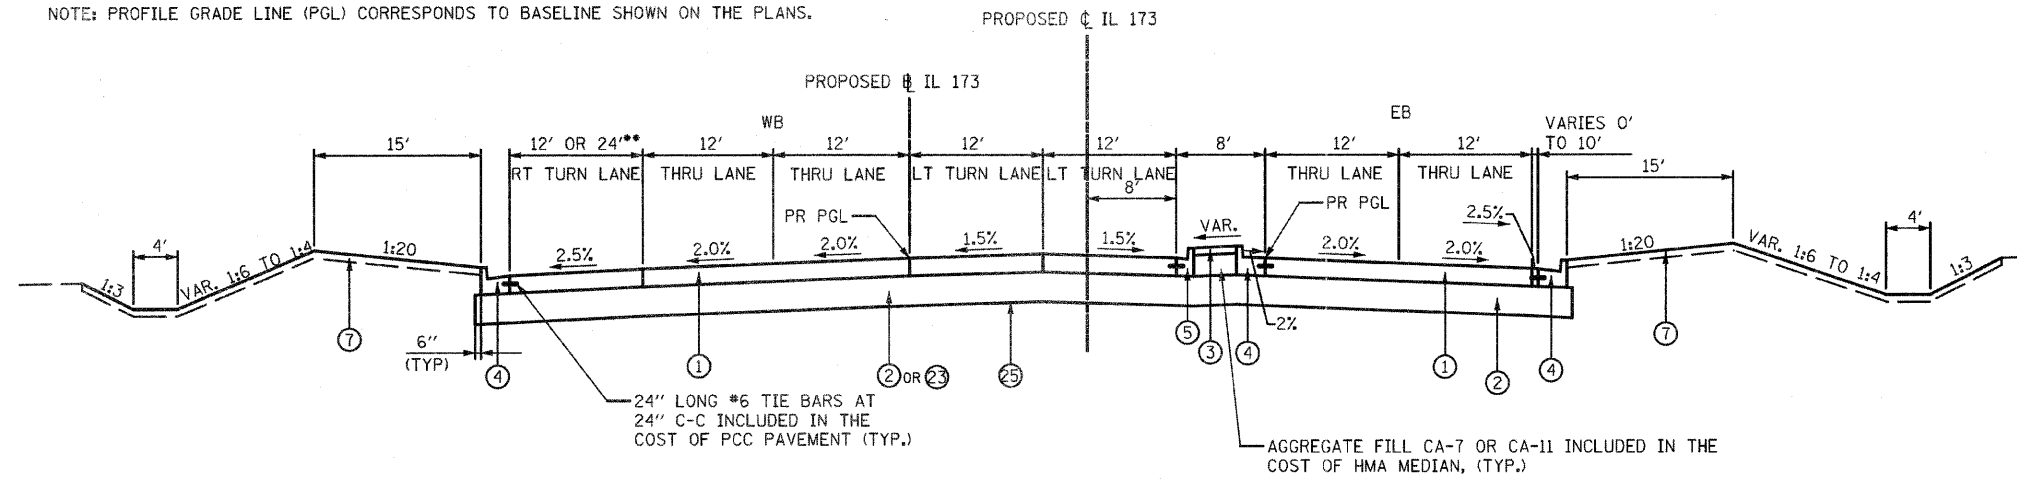 NOTE: PROFILE GRADE LINE (PGL) CORRESPONDS TO BASELINE SHOWN ON THE PLANS.
PROPOSED ℄ IL 173
PROPOSED B IL 173
WB
EB
15'
12' OR 24'**
12'
12'
12'
12'
8'
12'
12'
VARIES 0'
TO 10'
15'
RT TURN LANE
THRU LANE
THRU LANE
LT TURN LANE
LT TURN LANE
8'
THRU LANE
THRU LANE
4'
PR PGL
VAR.
PR PGL
2.5%
4'
1:3
VAR. 1:6 TO 1:4
1:20
2.5%
2.0%
2.0%
1.5%
1.5%
2.0%
2.0%
1:20
VAR. 1:6 TO 1:4
1:3
7
6"
(TYP)
4
1
2 OR 23
25
5
3
4
2%
1
2
4
7
24" LONG #6 TIE BARS AT
24" C-C INCLUDED IN THE
COST OF PCC PAVEMENT (TYP.)
AGGREGATE FILL CA-7 OR CA-11 INCLUDED IN THE
COST OF HMA MEDIAN, (TYP.)